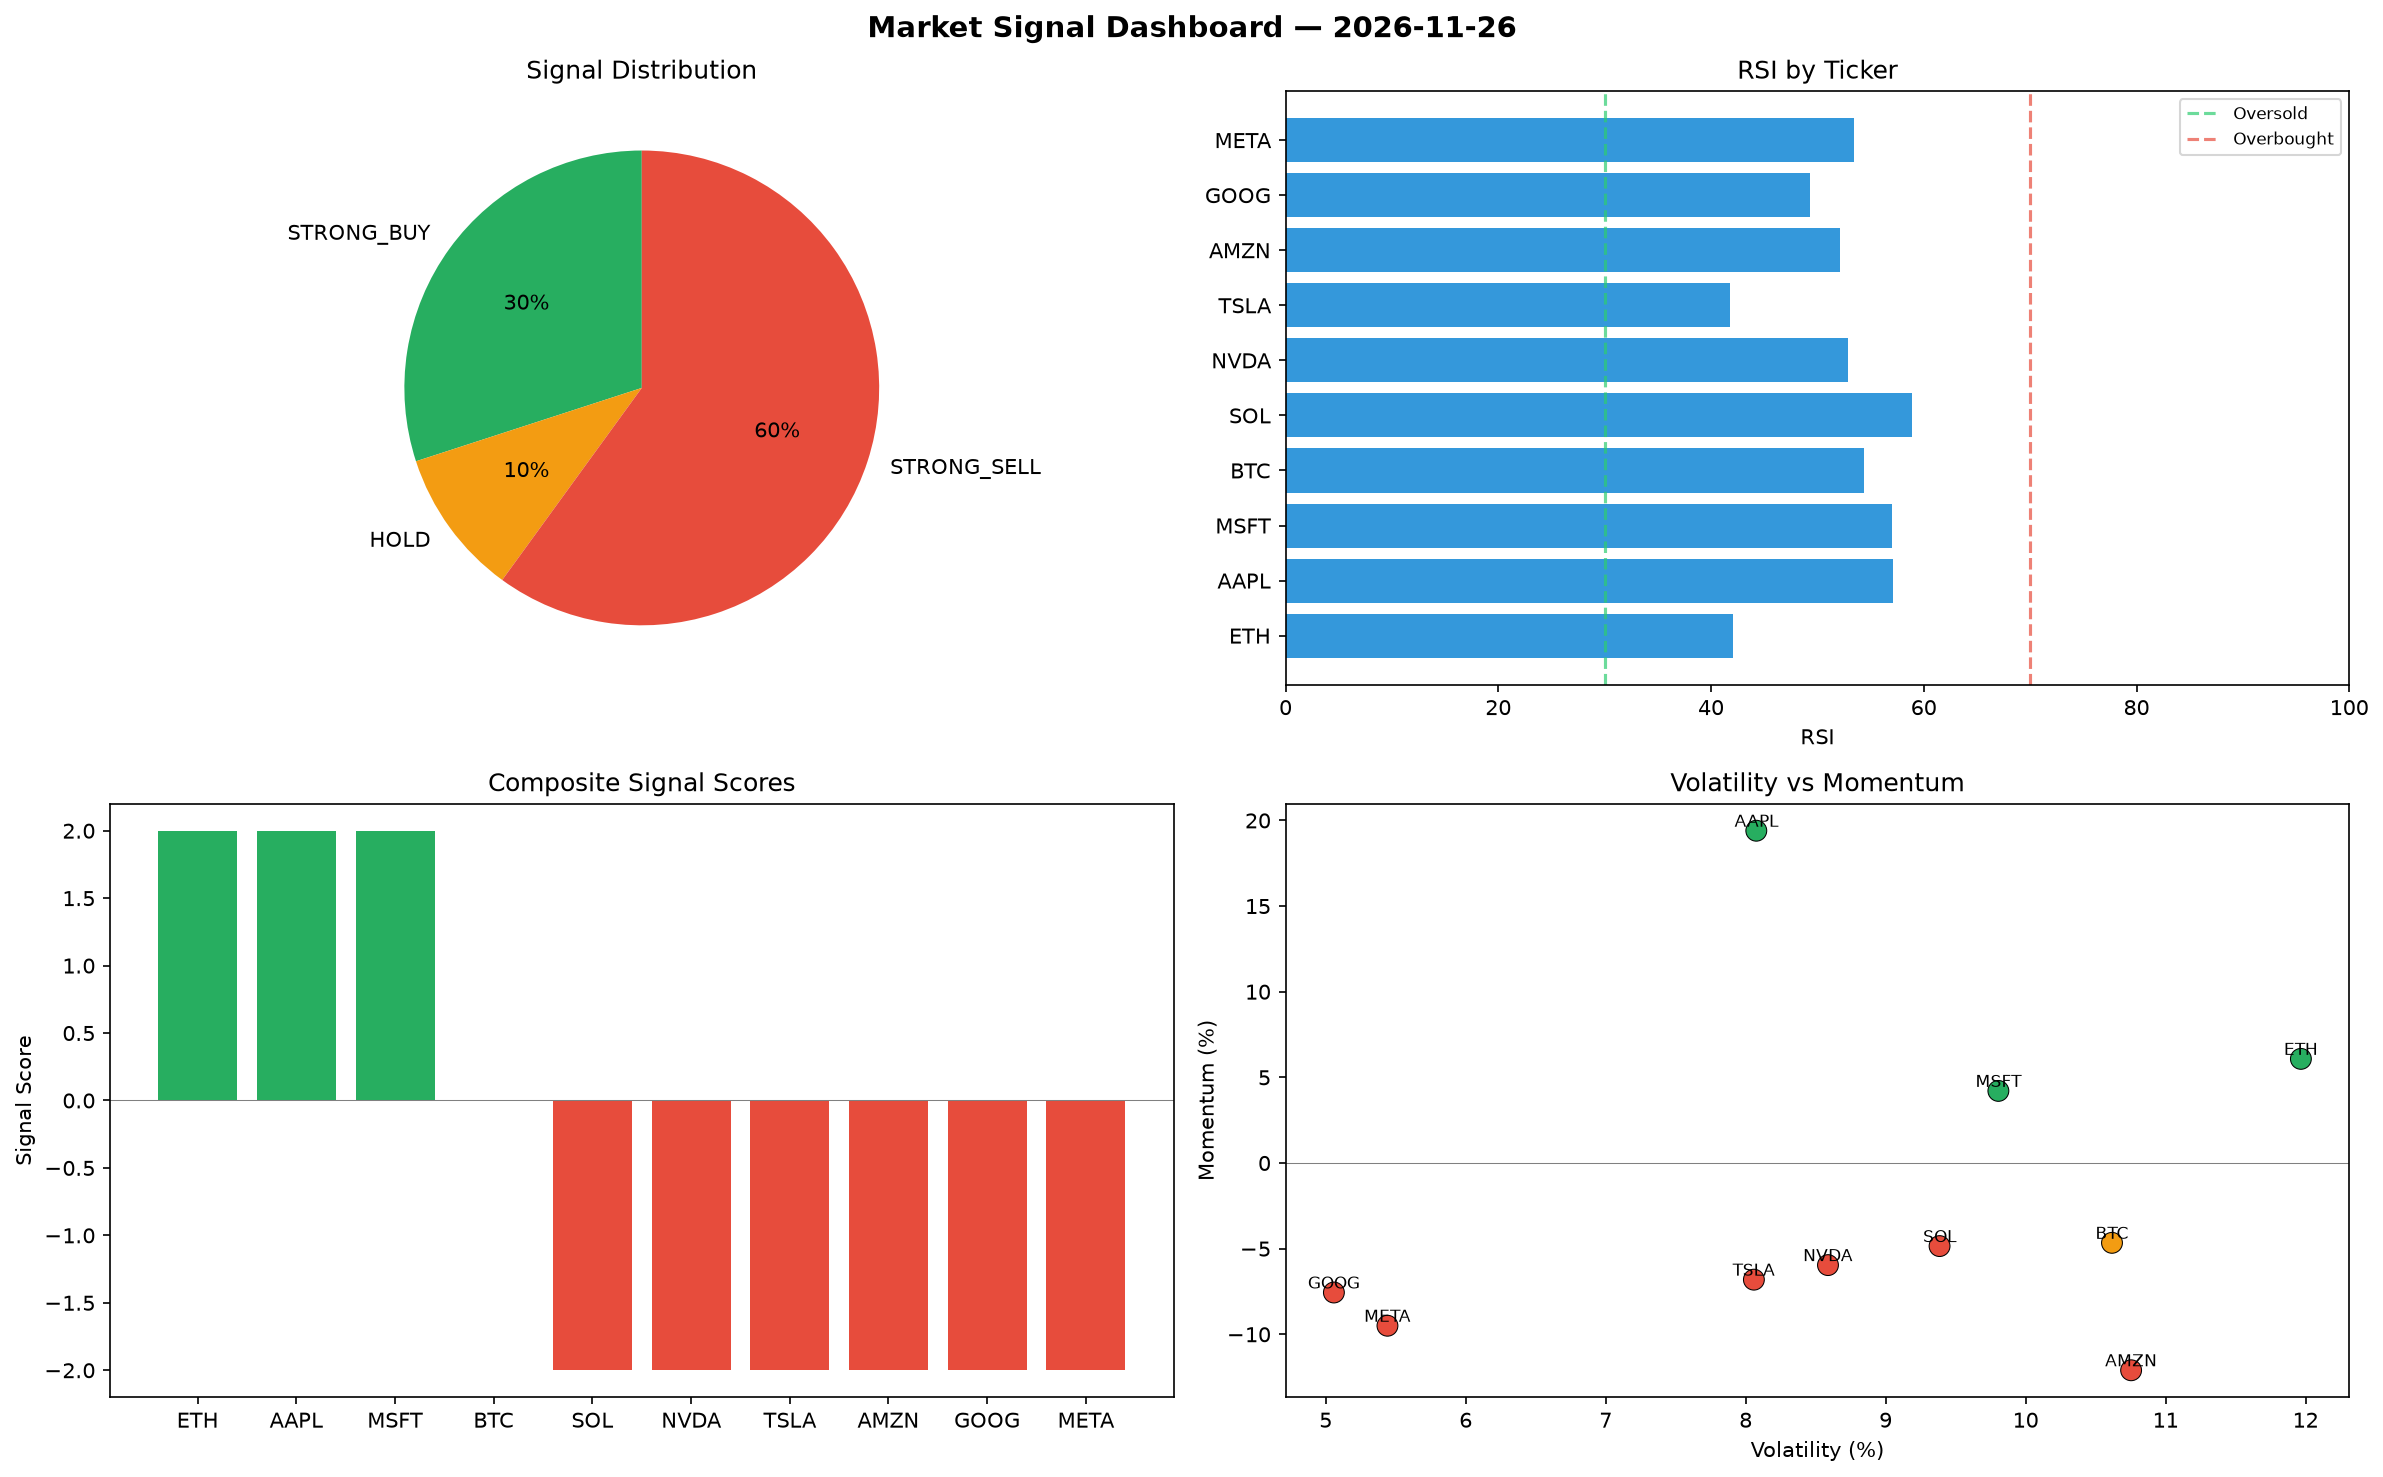 Market Signal Dashboard — 2026-11-26
Signal Distribution
STRONG_BUY
30%
10%
HOLD
60%
STRONG_SELL
RSI by Ticker
Oversold
Overbought
META
GOOG
AMZN
TSLA
NVDA
SOL
BTC
MSFT
AAPL
ETH
0 20 40 60 80 100
RSI
Composite Signal Scores
Signal Score
2.0
1.5
1.0
0.5
0.0
−0.5
−1.0
−1.5
−2.0
ETH AAPL MSFT BTC SOL NVDA TSLA AMZN GOOG META
Volatility vs Momentum
Momentum (%)
20
15
10
5
0
−5
−10
AAPL
ETH
MSFT
BTC
SOL
NVDA
TSLA
GOOG
META
AMZN
5 6 7 8 9 10 11 12
Volatility (%)